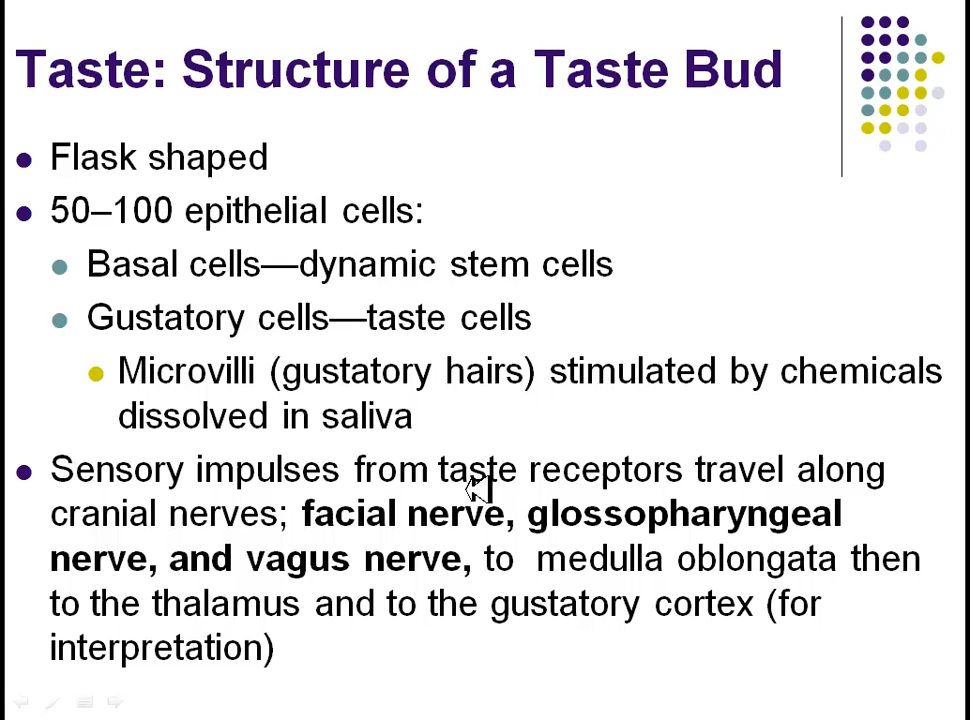 Taste: Structure of a Taste Bud
Flask shaped
50–100 epithelial cells:
Basal cells—dynamic stem cells
Gustatory cells—taste cells
Microvilli (gustatory hairs) stimulated by chemicals
dissolved in saliva
Sensory impulses from taste receptors travel along
cranial nerves; facial nerve, glossopharyngeal
nerve, and vagus nerve, to medulla oblongata then
to the thalamus and to the gustatory cortex (for
interpretation)